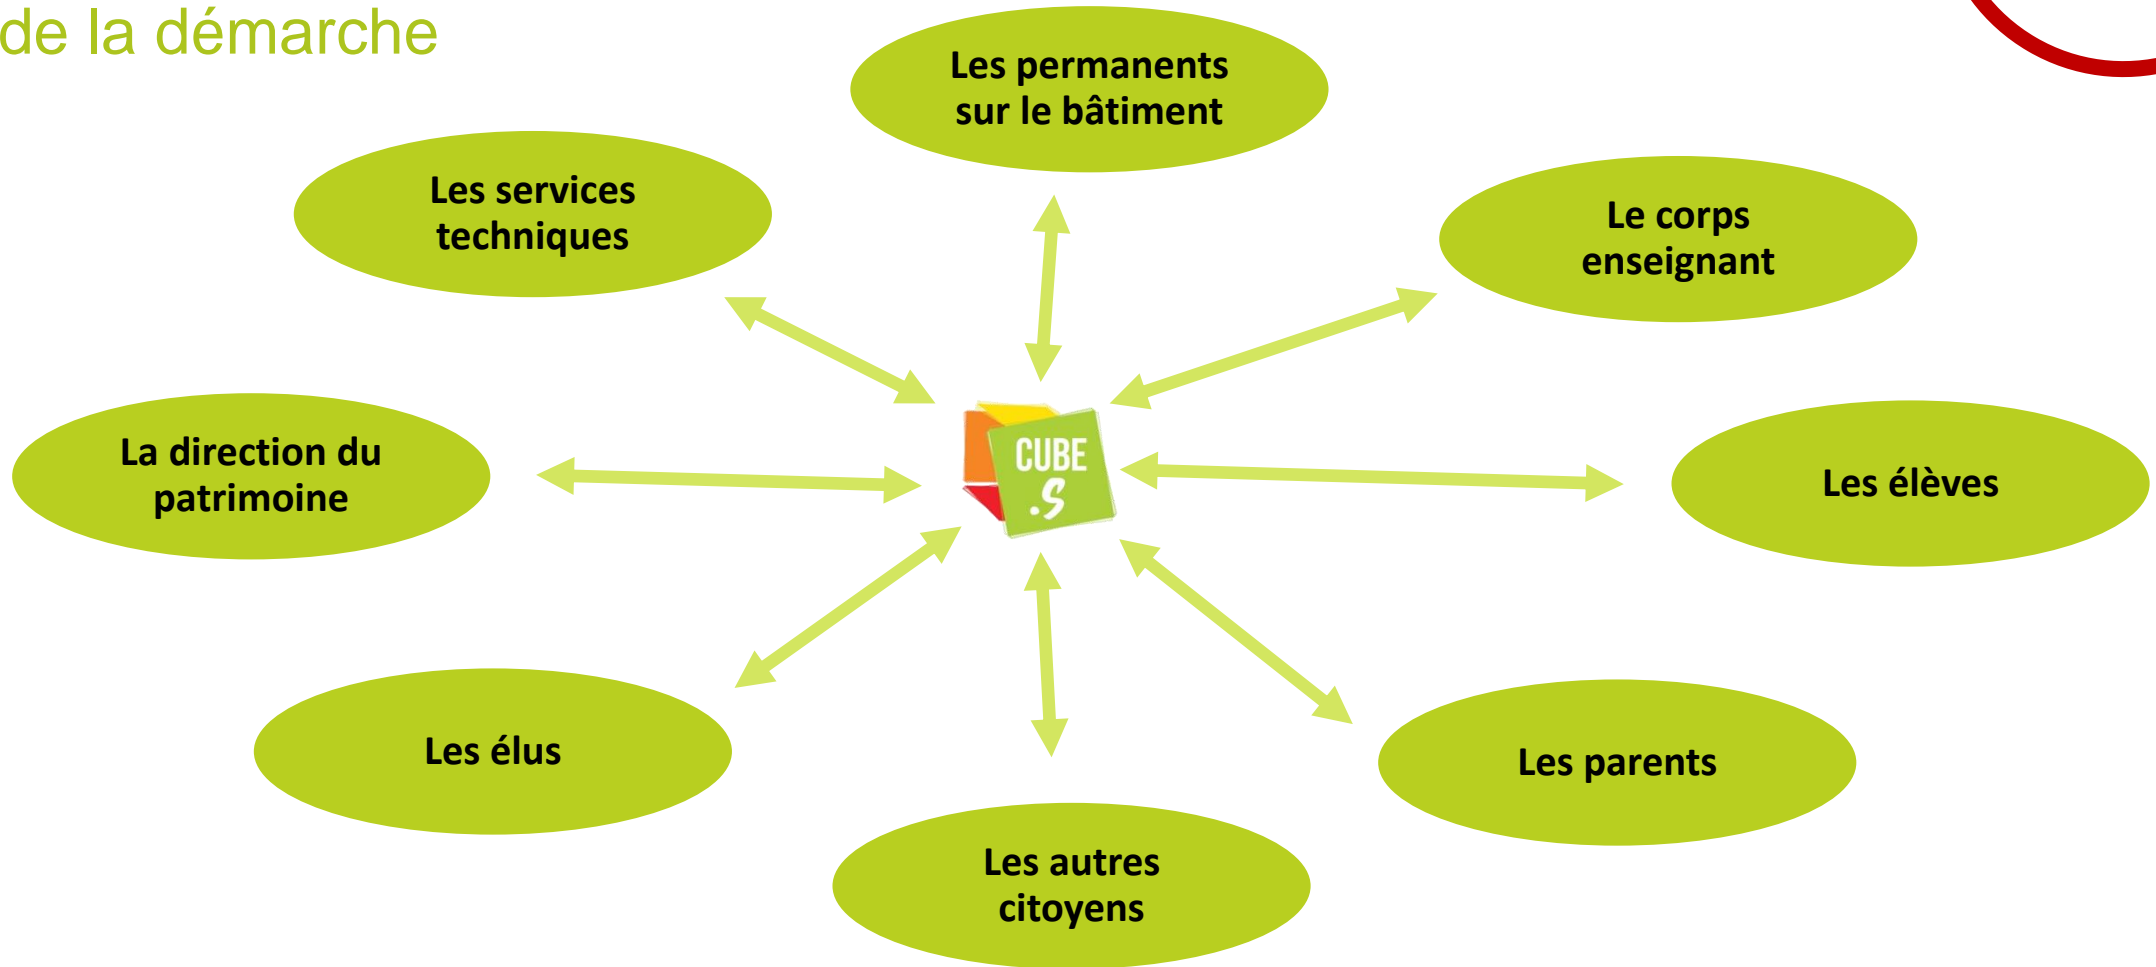 de la démarche
Les permanents
sur le bâtiment
Les services
techniques
Le corps
enseignant
La direction du
patrimoine
CUBE
.S
Les élèves
Les élus
Les parents
Les autres
citoyens